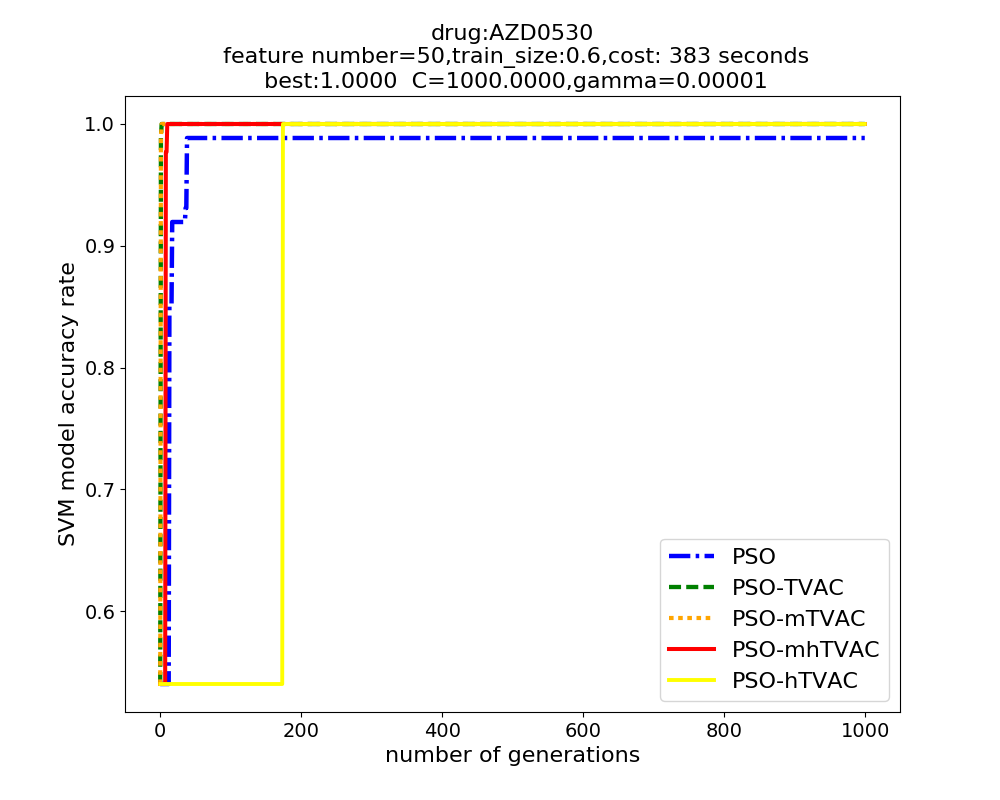 drug:AZD0530
feature number=50,train_size:0.6,cost: 383 seconds
best:1.0000  C=1000.0000,gamma=0.00001
1.0
0.9
0.8
0.7
0.6
SVM model accuracy rate
PSO
PSO-TVAC
PSO-mTVAC
PSO-mhTVAC
PSO-hTVAC
0
200
400
600
800
1000
number of generations